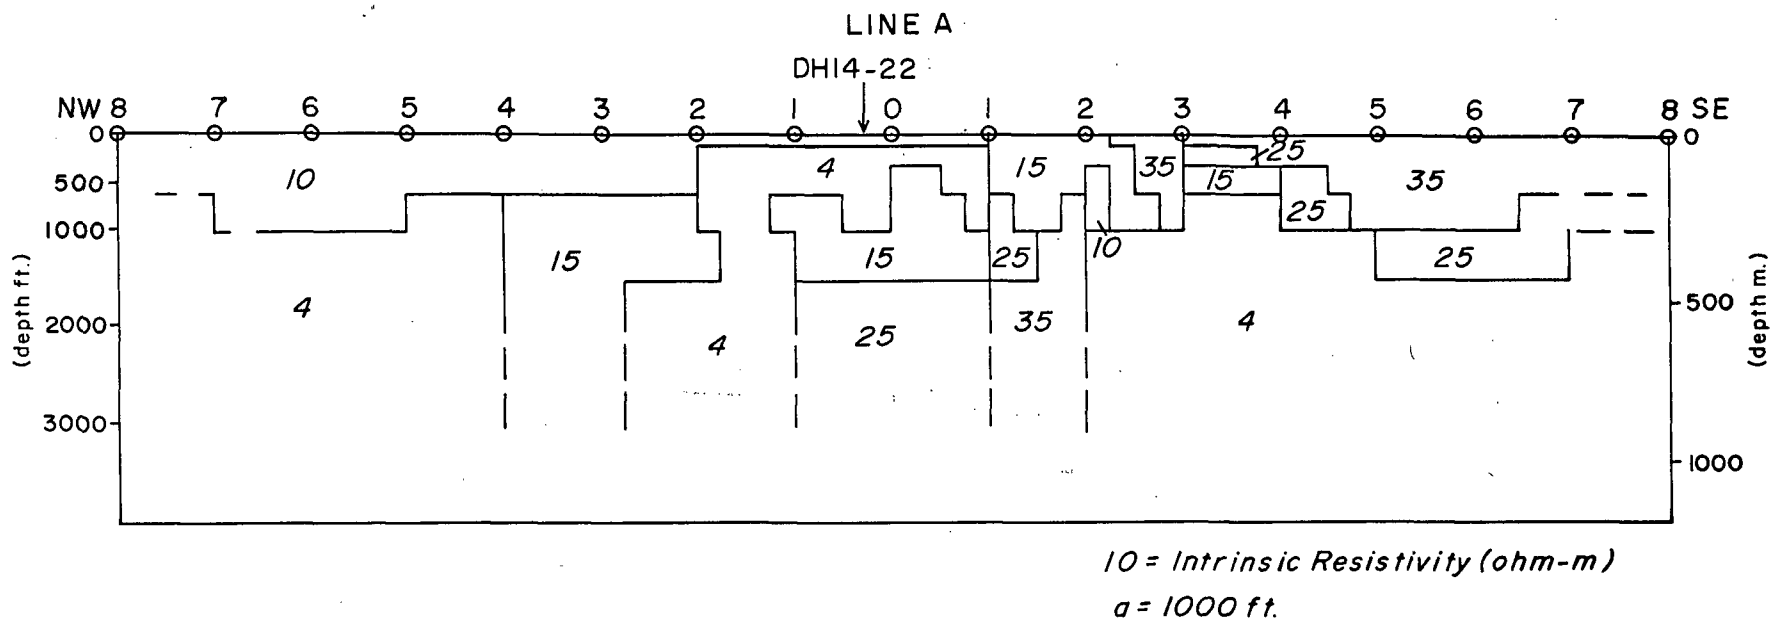 LINE A
DH14-22
NW 8 7 6 5 4 3 2 1 0 1 2 3 4 5 6 7 8 SE
0 0
4 15 35 25
10 15 35
500 25
1000 10
15 15 25 25
4 500
2000 4 25 35 4
3000
1000
(depth ft.)
(depth m.)
10 = Intrinsic Resistivity (ohm-m)
a = 1000 ft.